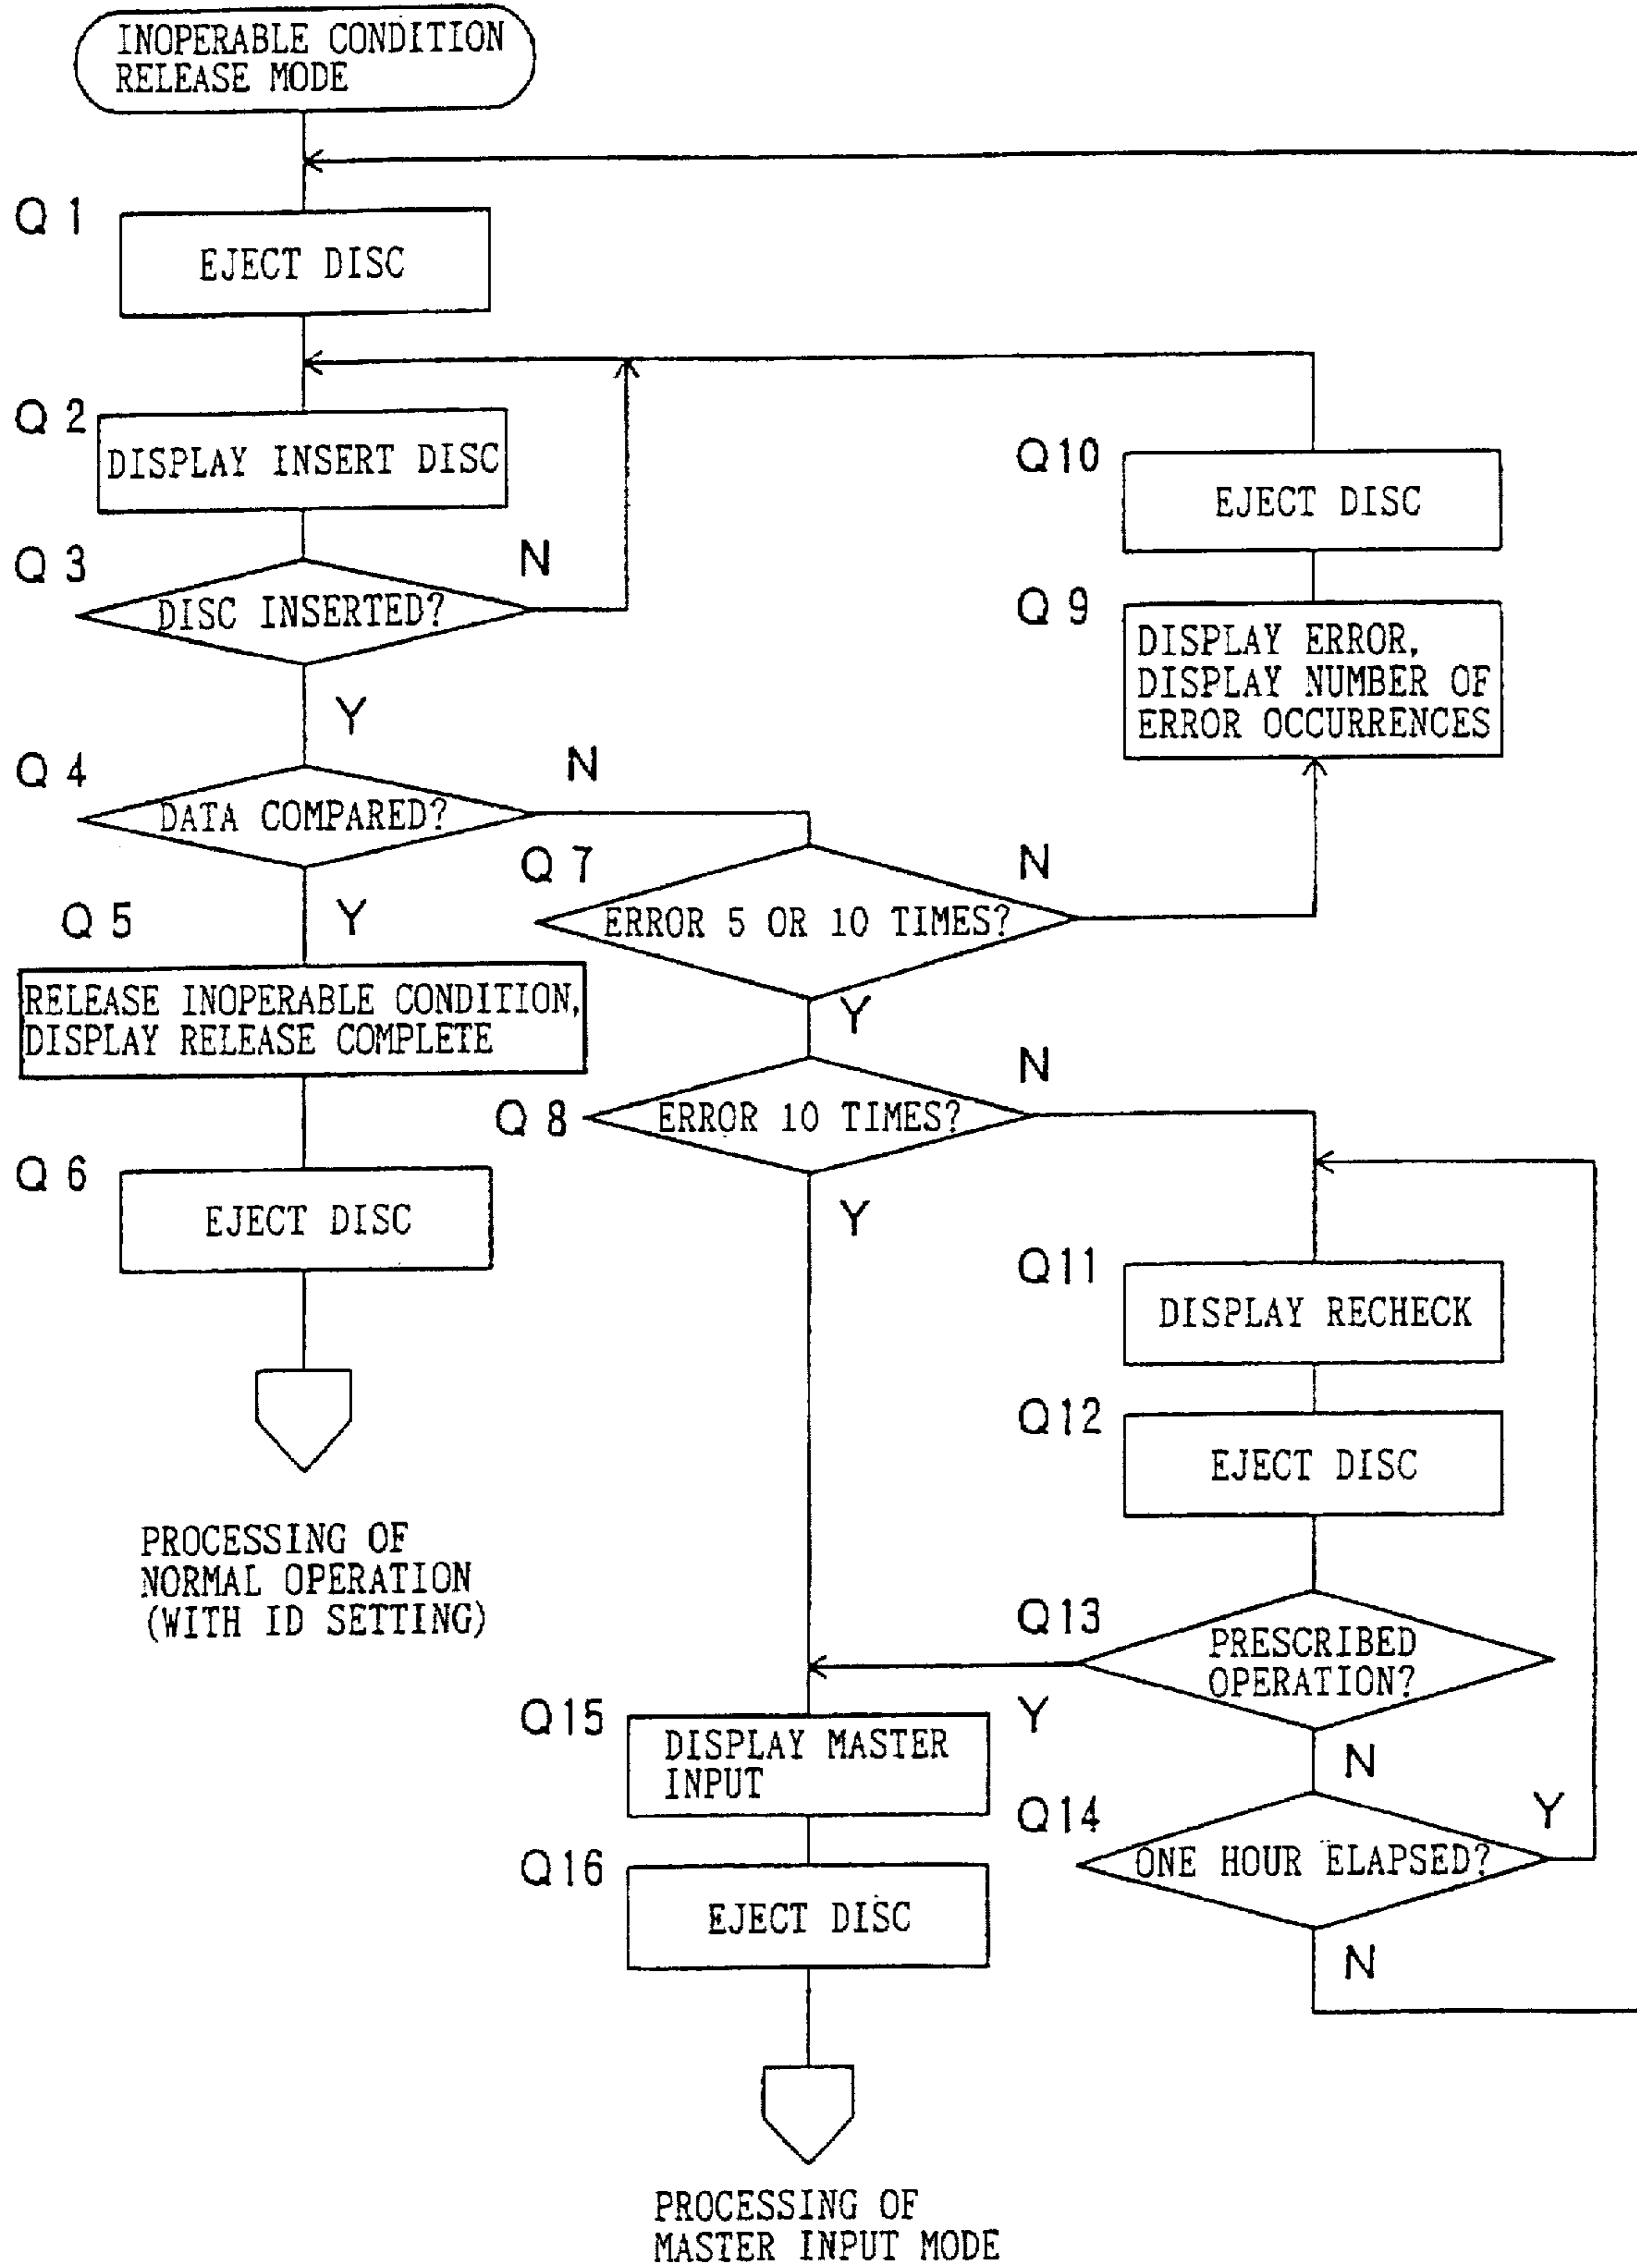 INOPERABLE CONDITION
RELEASE MODE
Q 1
EJECT DISC
Q 2
DISPLAY INSERT DISC
Q 3
DISC INSERTED?
N
Y
Q 4
DATA COMPARED?
N
Y
Q 5
RELEASE INOPERABLE CONDITION,
DISPLAY RELEASE COMPLETE
Q 6
EJECT DISC
PROCESSING OF
NORMAL OPERATION
(WITH ID SETTING)
Q 7
ERROR 5 OR 10 TIMES?
N
Y
Q 8
ERROR 10 TIMES?
N
Y
Q10
EJECT DISC
Q 9
DISPLAY ERROR,
DISPLAY NUMBER OF
ERROR OCCURRENCES
Q11
DISPLAY RECHECK
Q12
EJECT DISC
Q13
PRESCRIBED
OPERATION?
Y
N
Q14
ONE HOUR ELAPSED?
Y
N
Q15
DISPLAY MASTER
INPUT
Q16
EJECT DISC
PROCESSING OF
MASTER INPUT MODE